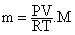 m = PV/RT . M